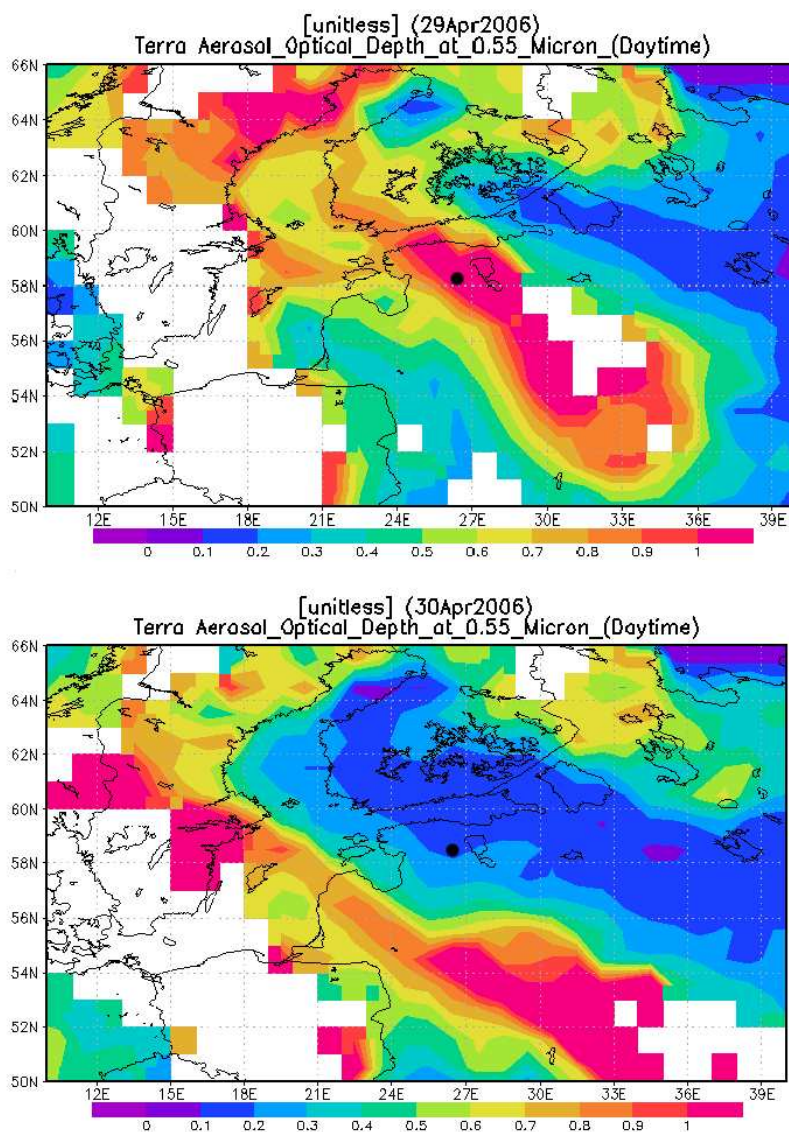 [unitless] (29Apr2006)
Terra Aerosal_Optical_Depth_at_0.55_Micron_(Daytime)
66N
64N
62N
60N
58N
56N
54N
52N
50N
12E 15E 18E 21E 24E 27E 30E 33E 36E 39E
0 0.1 0.2 0.3 0.4 0.5 0.6 0.7 0.8 0.9 1
[unitless] (30Apr2006)
Terra Aerosal_Optical_Depth_at_0.55_Micron_(Daytime)
66N
64N
62N
60N
58N
56N
54N
52N
50N
12E 15E 18E 21E 24E 27E 30E 33E 36E 39E
0 0.1 0.2 0.3 0.4 0.5 0.6 0.7 0.8 0.9 1